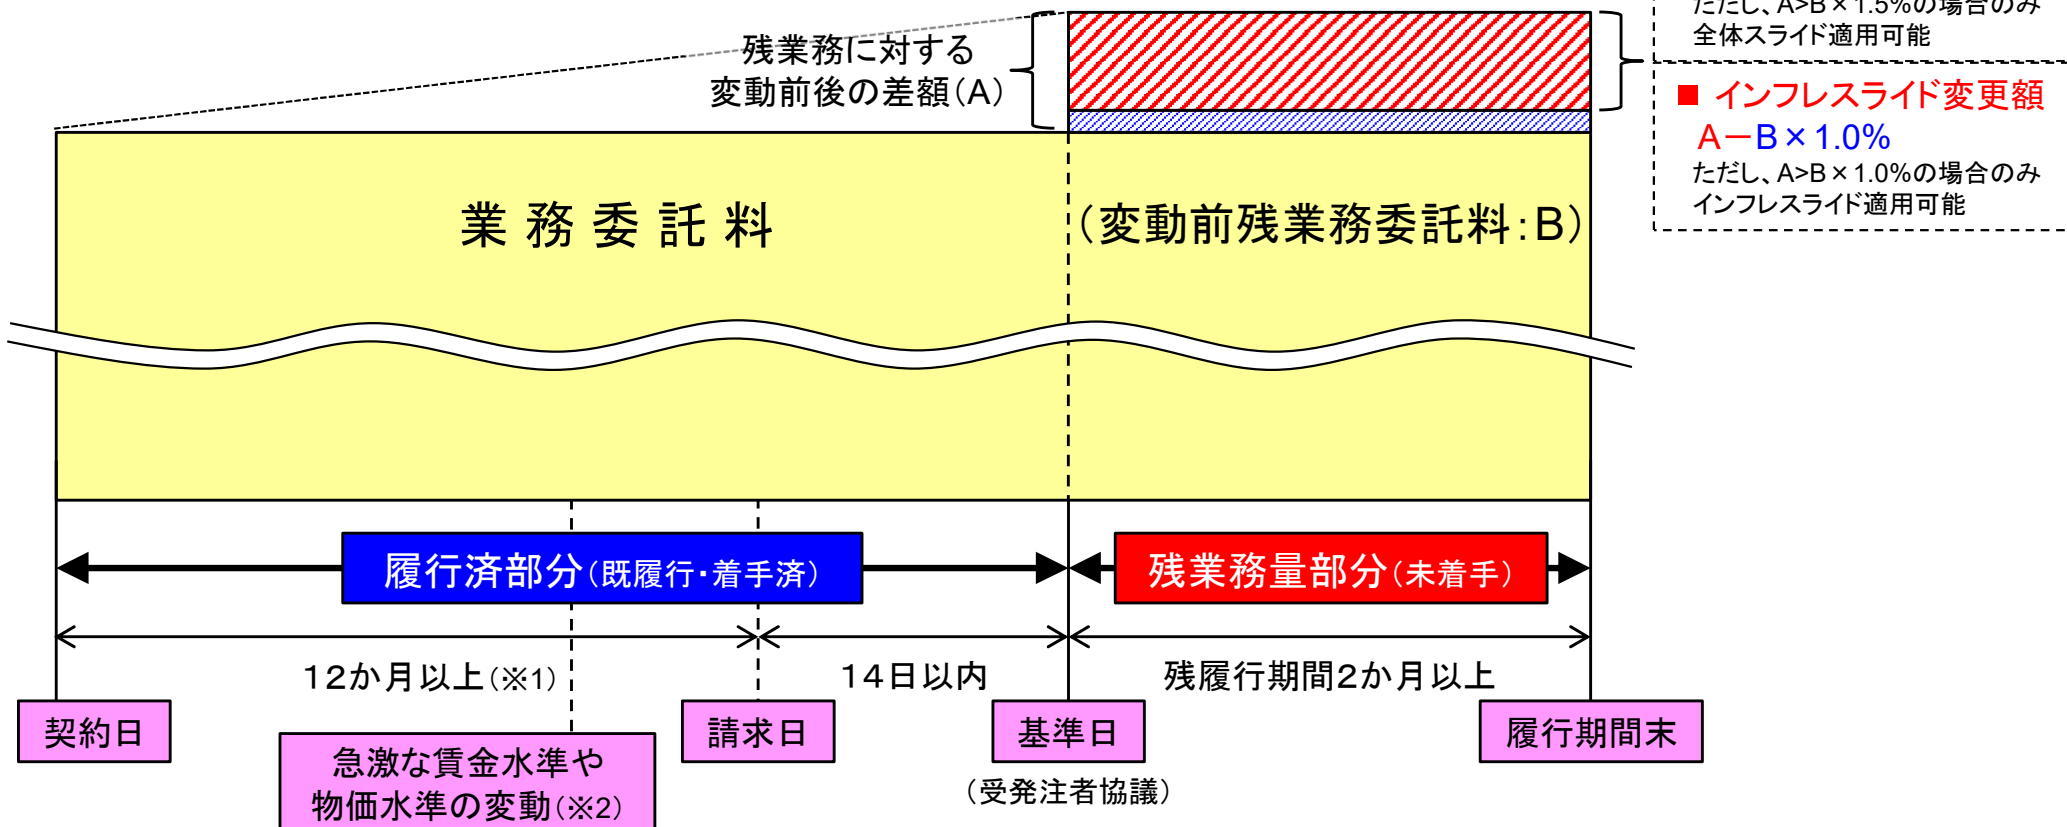 ただし、A>B×1.5%の場合のみ
全体スライド適用可能
残業務に対する
変動前後の差額(A)
■ インフレスライド変更額
A－B×1.0%
ただし、A>B×1.0%の場合のみ
インフレスライド適用可能
業務委託料
(変動前残業務委託料:B)
履行済部分(既履行・着手済)
残業務量部分(未着手)
12か月以上(※1)
14日以内
残履行期間2か月以上
契約日
請求日
基準日
履行期間末
急激な賃金水準や
物価水準の変動(※2)
(受発注者協議)